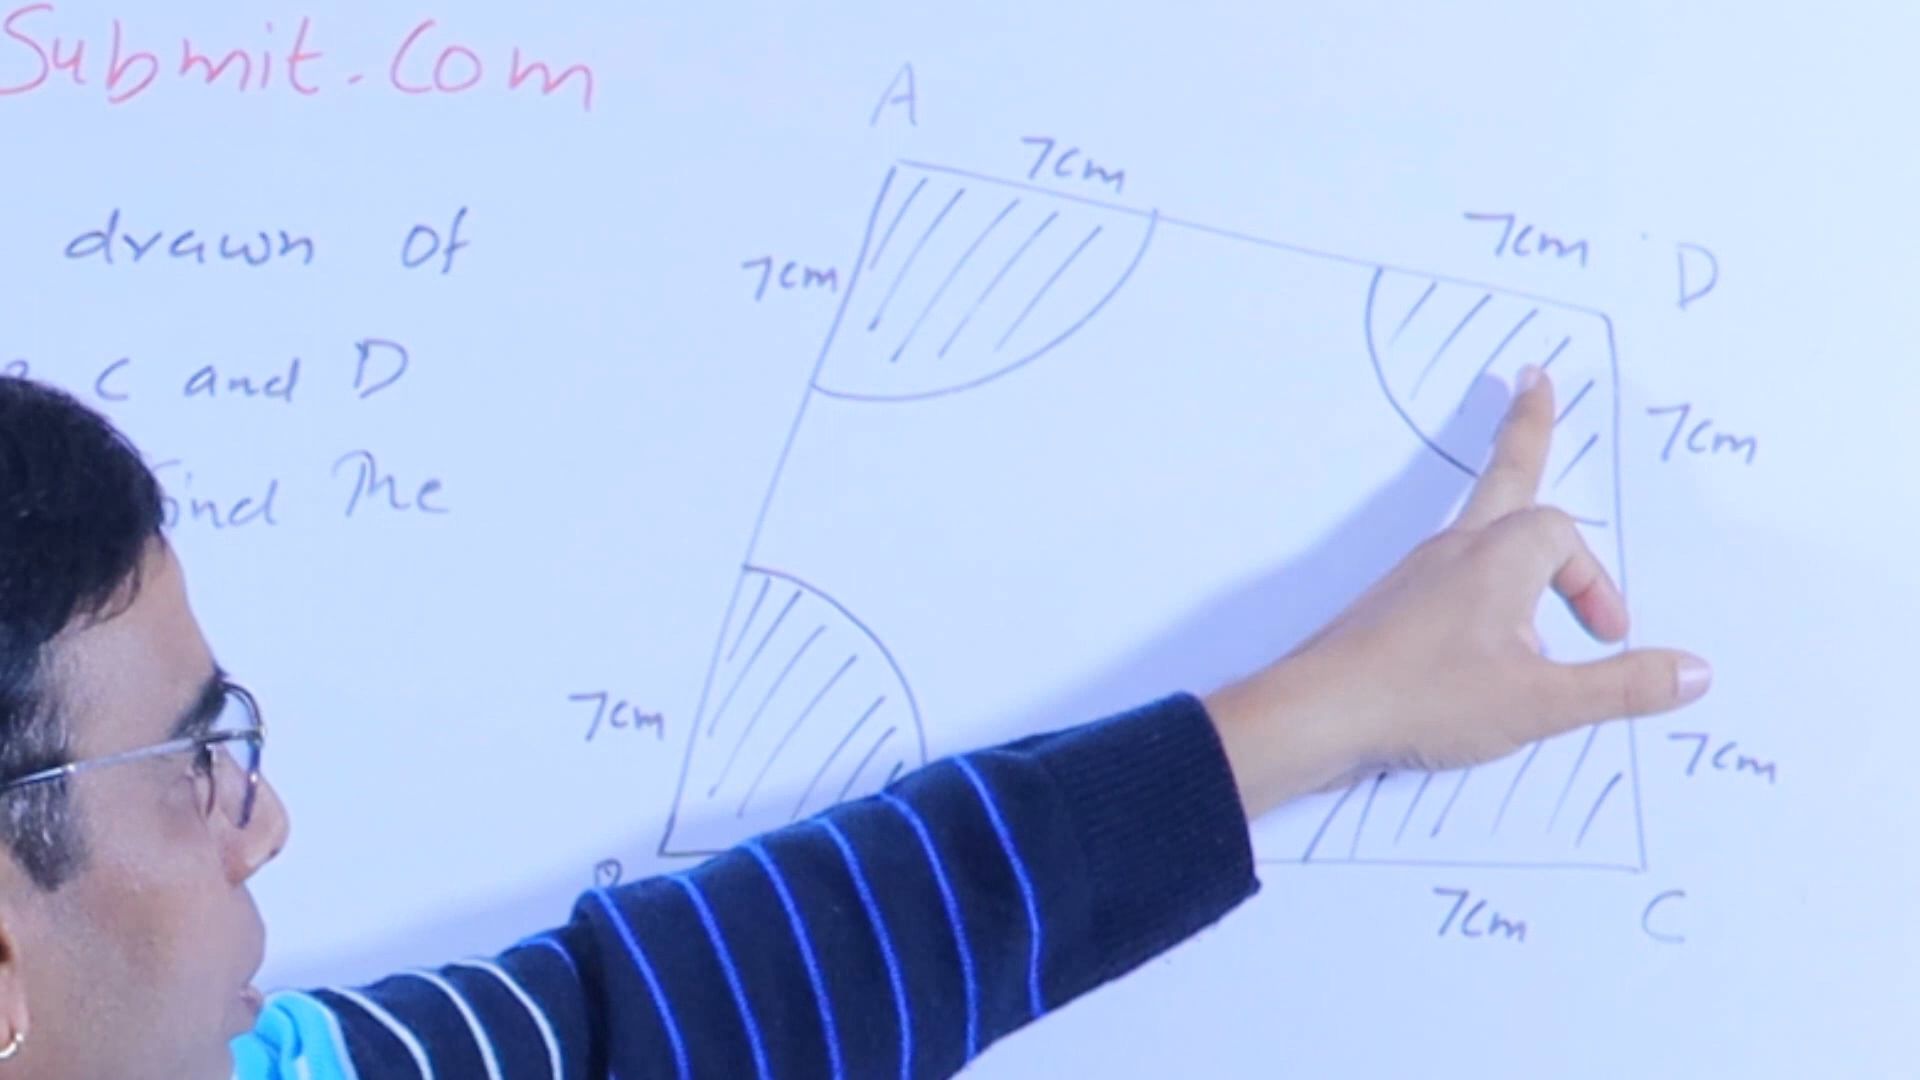 Submit.Com
drawn of
C and D
find The
A
7cm
7cm
7cm
D
7cm
7cm
7cm
7cm
C